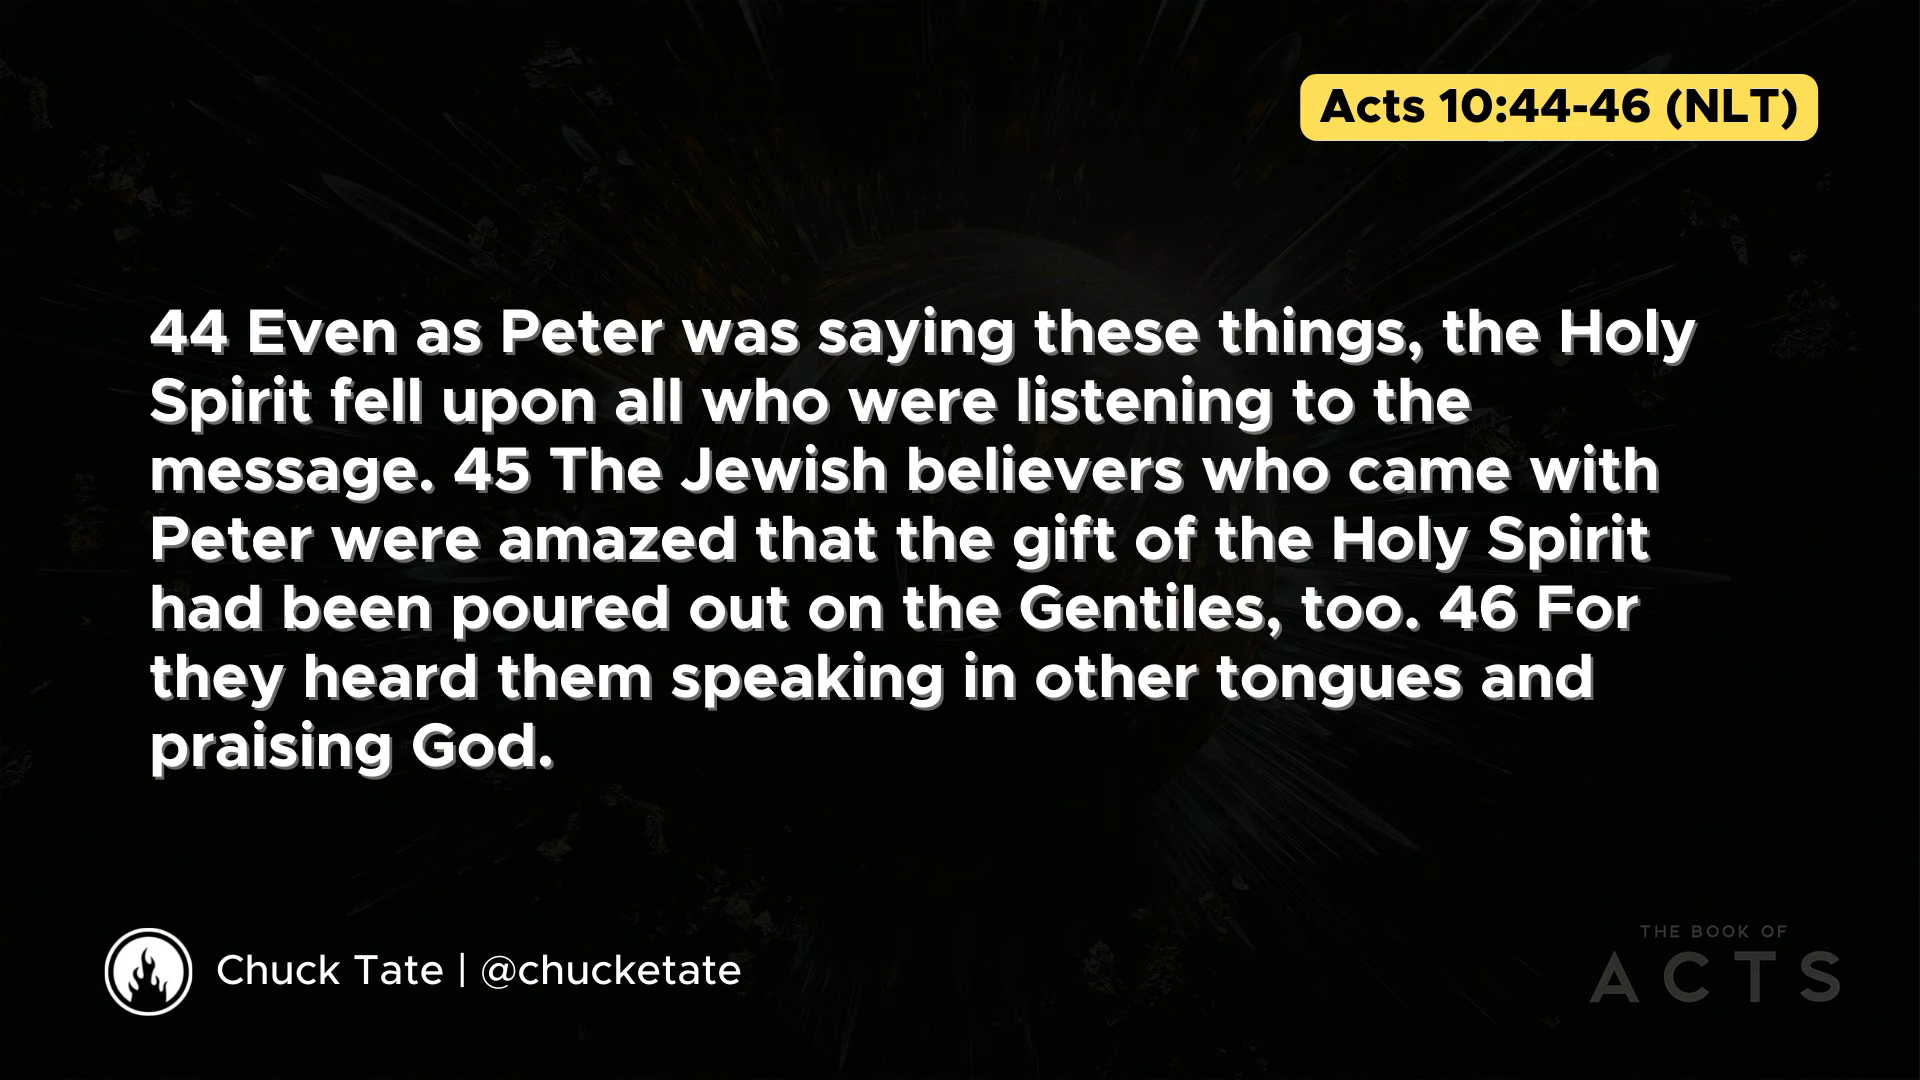 Acts 10:44-46 (NLT)
44 Even as Peter was saying these things, the Holy
Spirit fell upon all who were listening to the
message. 45 The Jewish believers who came with
Peter were amazed that the gift of the Holy Spirit
had been poured out on the Gentiles, too. 46 For
they heard them speaking in other tongues and
praising God.
Chuck Tate | @chucketate
THE BOOK OF
ACTS